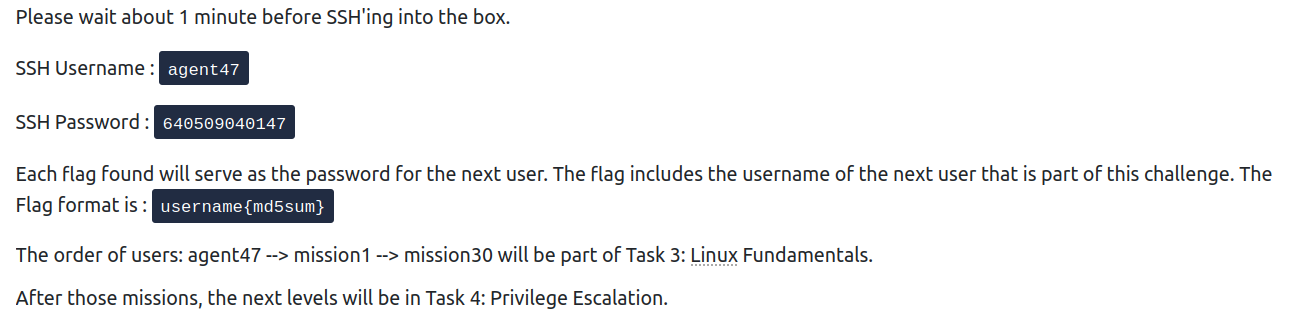 Please wait about 1 minute before SSH'ing into the box.
SSH Username : agent47
SSH Password : 640509040147
Each flag found will serve as the password for the next user. The flag includes the username of the next user that is part of this challenge. The
Flag format is : username{md5sum}
The order of users: agent47 --> mission1 --> mission30 will be part of Task 3: Linux Fundamentals.
After those missions, the next levels will be in Task 4: Privilege Escalation.